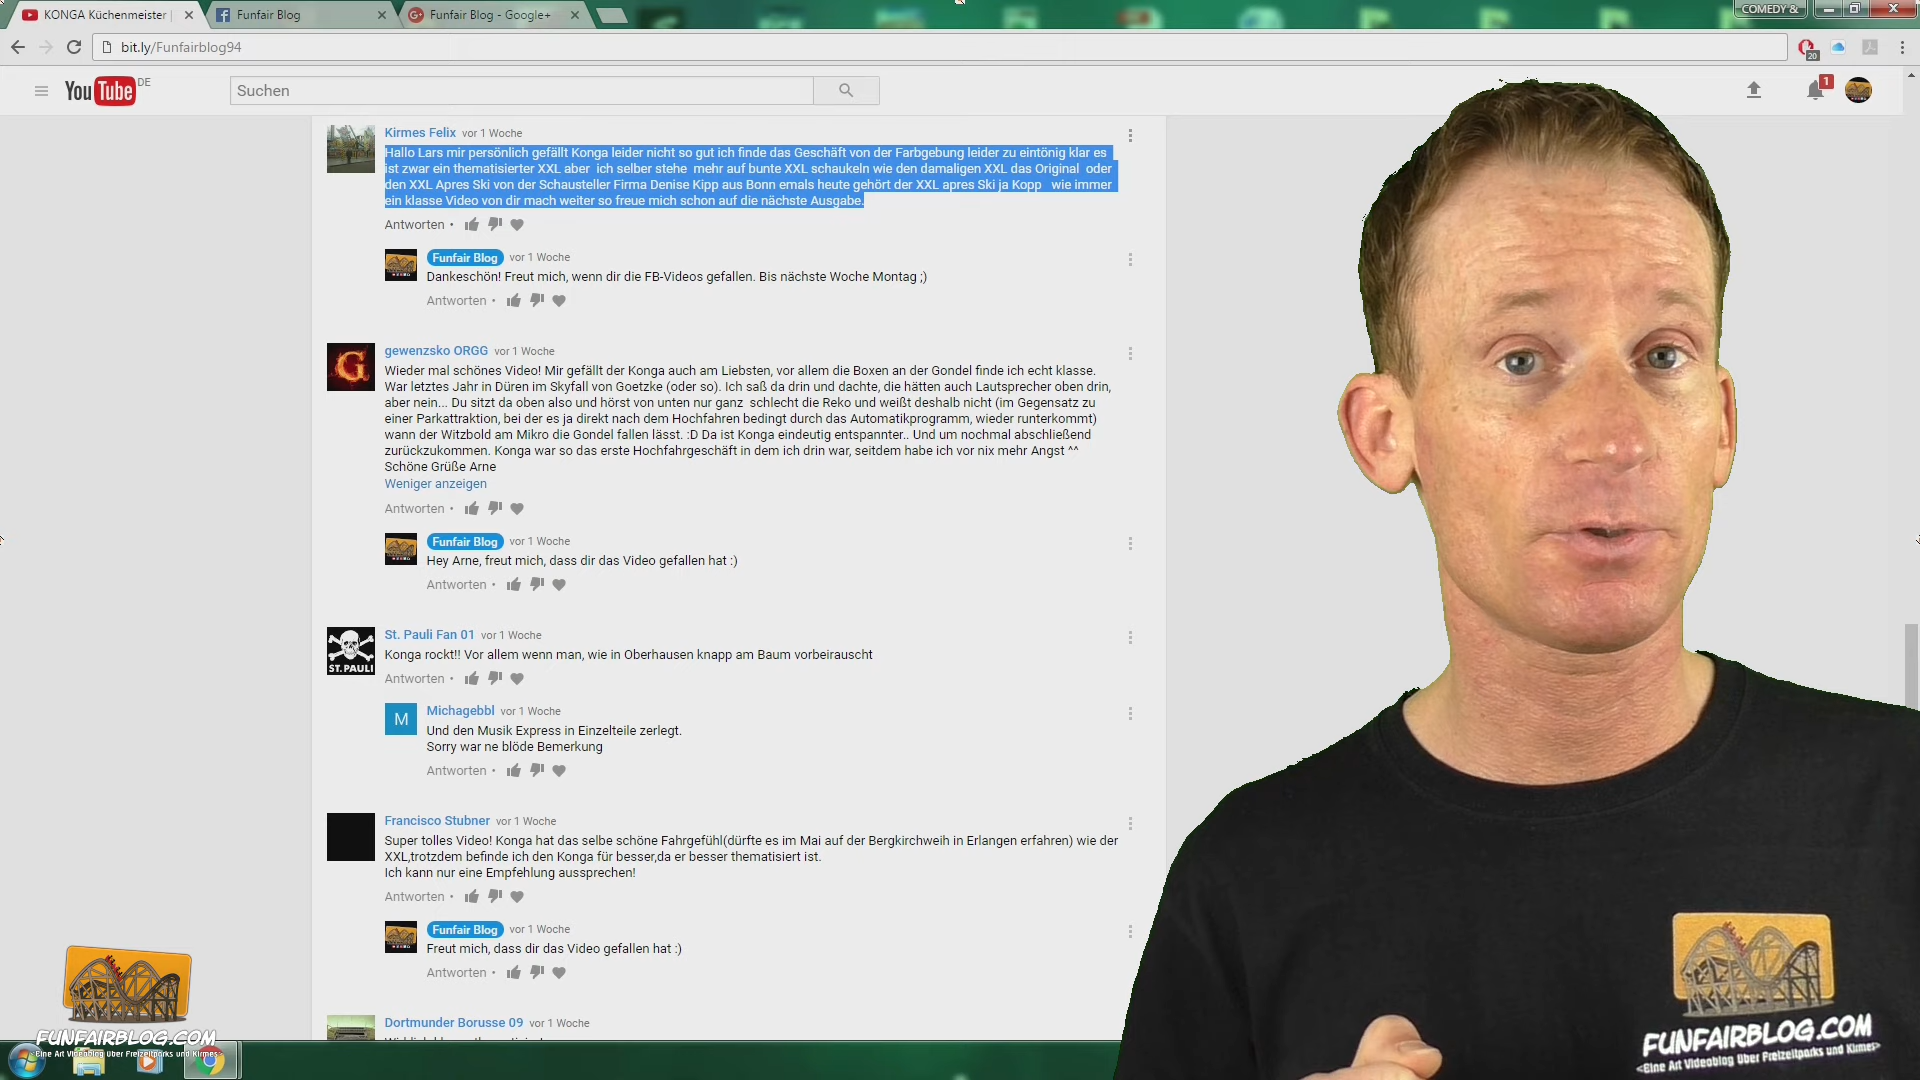 KONGA Küchenmeister
Funfair Blog
Funfair Blog - Google+
COMEDY &
bit.ly/Funfairblog94
20
YouTube DE
Suchen
1
Kirmes Felix vor 1 Woche
Hallo Lars mir persönlich gefällt Konga leider nicht so gut ich finde das Geschäft von der Farbgebung leider zu eintönig klar es
ist zwar ein thematisierter XXL aber ich selber stehe mehr auf bunte XXL schaukeln wie den damaligen XXL das Original oder
den XXL Apres Ski von der Schausteller Firma Denise Kipp aus Bonn emals heute gehört der XXL apres Ski ja Kopp wie immer
ein klasse Video von dir mach weiter so freue mich schon auf die nächste Ausgabe.
Antworten •
Funfair Blog vor 1 Woche
Dankeschön! Freut mich, wenn dir die FB-Videos gefallen. Bis nächste Woche Montag ;)
Antworten •
G
gewenzsko ORGG vor 1 Woche
Wieder mal schönes Video! Mir gefällt der Konga auch am Liebsten, vor allem die Boxen an der Gondel finde ich echt klasse.
War letztes Jahr in Düren im Skyfall von Goetzke (oder so). Ich saß da drin und dachte, die hätten auch Lautsprecher oben drin,
aber nein... Du sitzt da oben also und hörst von unten nur ganz schlecht die Reko und weißt deshalb nicht (im Gegensatz zu
einer Parkattraktion, bei der es ja direkt nach dem Hochfahren bedingt durch das Automatikprogramm, wieder runterkommt)
wann der Witzbold am Mikro die Gondel fallen lässt. :D Da ist Konga eindeutig entspannter.. Und um nochmal abschließend
zurückzukommen. Konga war so das erste Hochfahrgeschäft in dem ich drin war, seitdem habe ich vor nix mehr Angst ^^
Schöne Grüße Arne
Weniger anzeigen
Antworten •
Funfair Blog vor 1 Woche
Hey Arne, freut mich, dass dir das Video gefallen hat :)
Antworten •
ST. PAULI
St. Pauli Fan 01 vor 1 Woche
Konga rockt!! Vor allem wenn man, wie in Oberhausen knapp am Baum vorbeirauscht
Antworten •
M
Michagebbl vor 1 Woche
Und den Musik Express in Einzelteile zerlegt.
Sorry war ne blöde Bemerkung
Antworten •
Francisco Stubner vor 1 Woche
Super tolles Video! Konga hat das selbe schöne Fahrgefühl(dürfte es im Mai auf der Bergkirchweih in Erlangen erfahren) wie der
XXL,trotzdem befinde ich den Konga für besser,da er besser thematisiert ist.
Ich kann nur eine Empfehlung aussprechen!
Antworten •
Funfair Blog vor 1 Woche
Freut mich, dass dir das Video gefallen hat :)
Antworten •
Dortmunder Borusse 09 vor 1 Woche
FUNFAIRBLOG.COM
-Eine Art Videoblog über Freizeitparks und Kirmes>
FUNFAIRBLOG.COM
<Eine Art Videoblog über Freizeitparks und Kirmes>